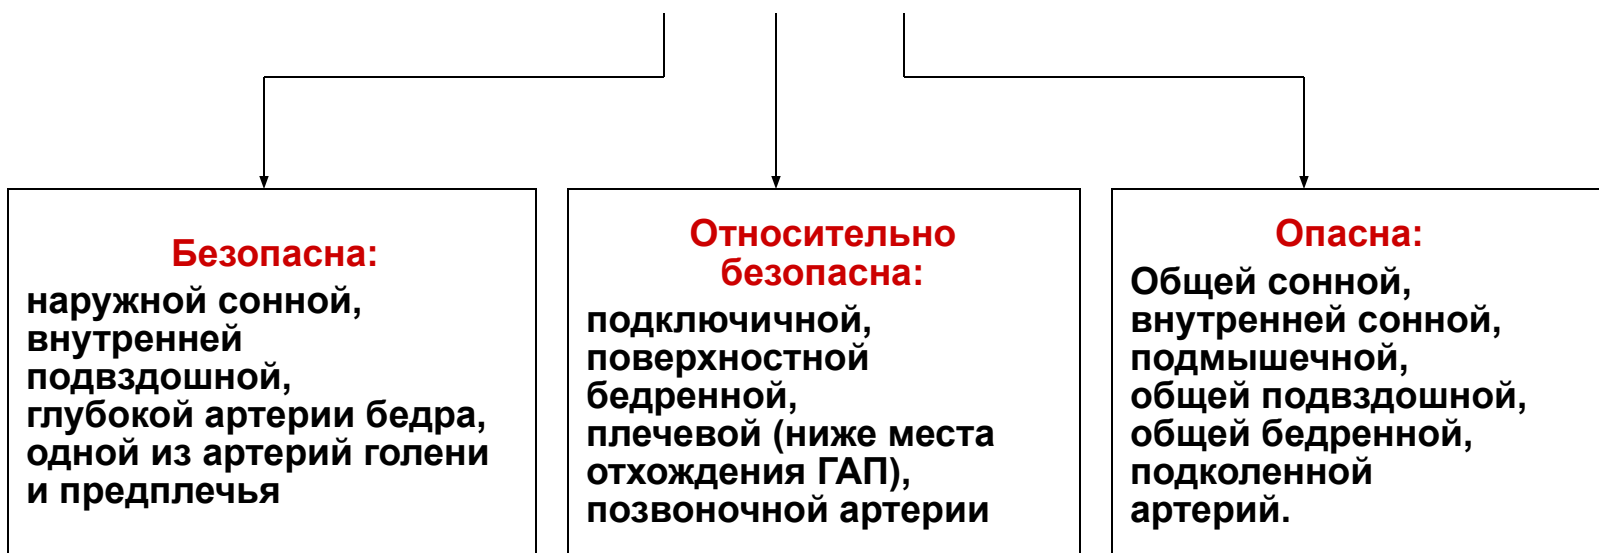 Безопасна:
наружной сонной,
внутренней
подвздошной,
глубокой артерии бедра,
одной из артерий голени
и предплечья
Относительно
безопасна:
подключичной,
поверхностной
бедренной,
плечевой (ниже места
отхождения ГАП),
позвоночной артерии
Опасна:
Общей сонной,
внутренней сонной,
подмышечной,
общей подвздошной,
общей бедренной,
подколенной
артерий.